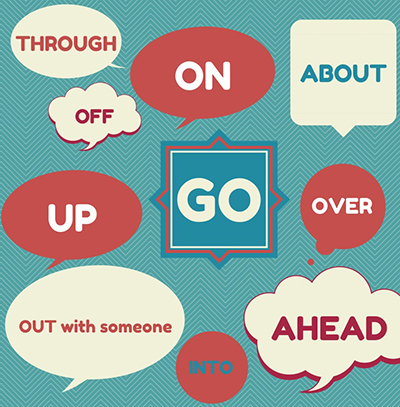 THROUGH
ON
ABOUT
OFF
GO
UP
OVER
OUT with someone
AHEAD
INTO